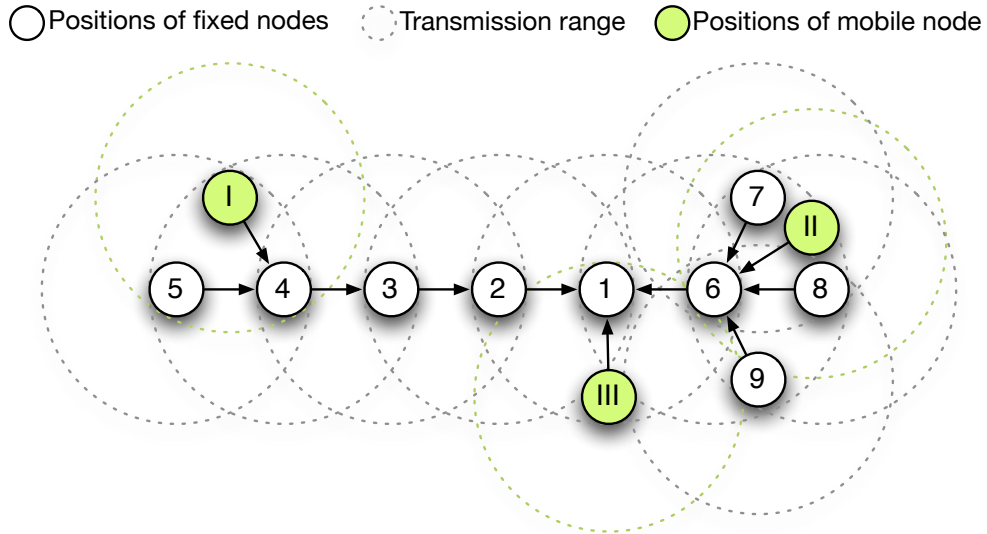 Positions of fixed nodes Transmission range Positions of mobile node
I 7
II
5 4 3 2 1 6 8
III 9